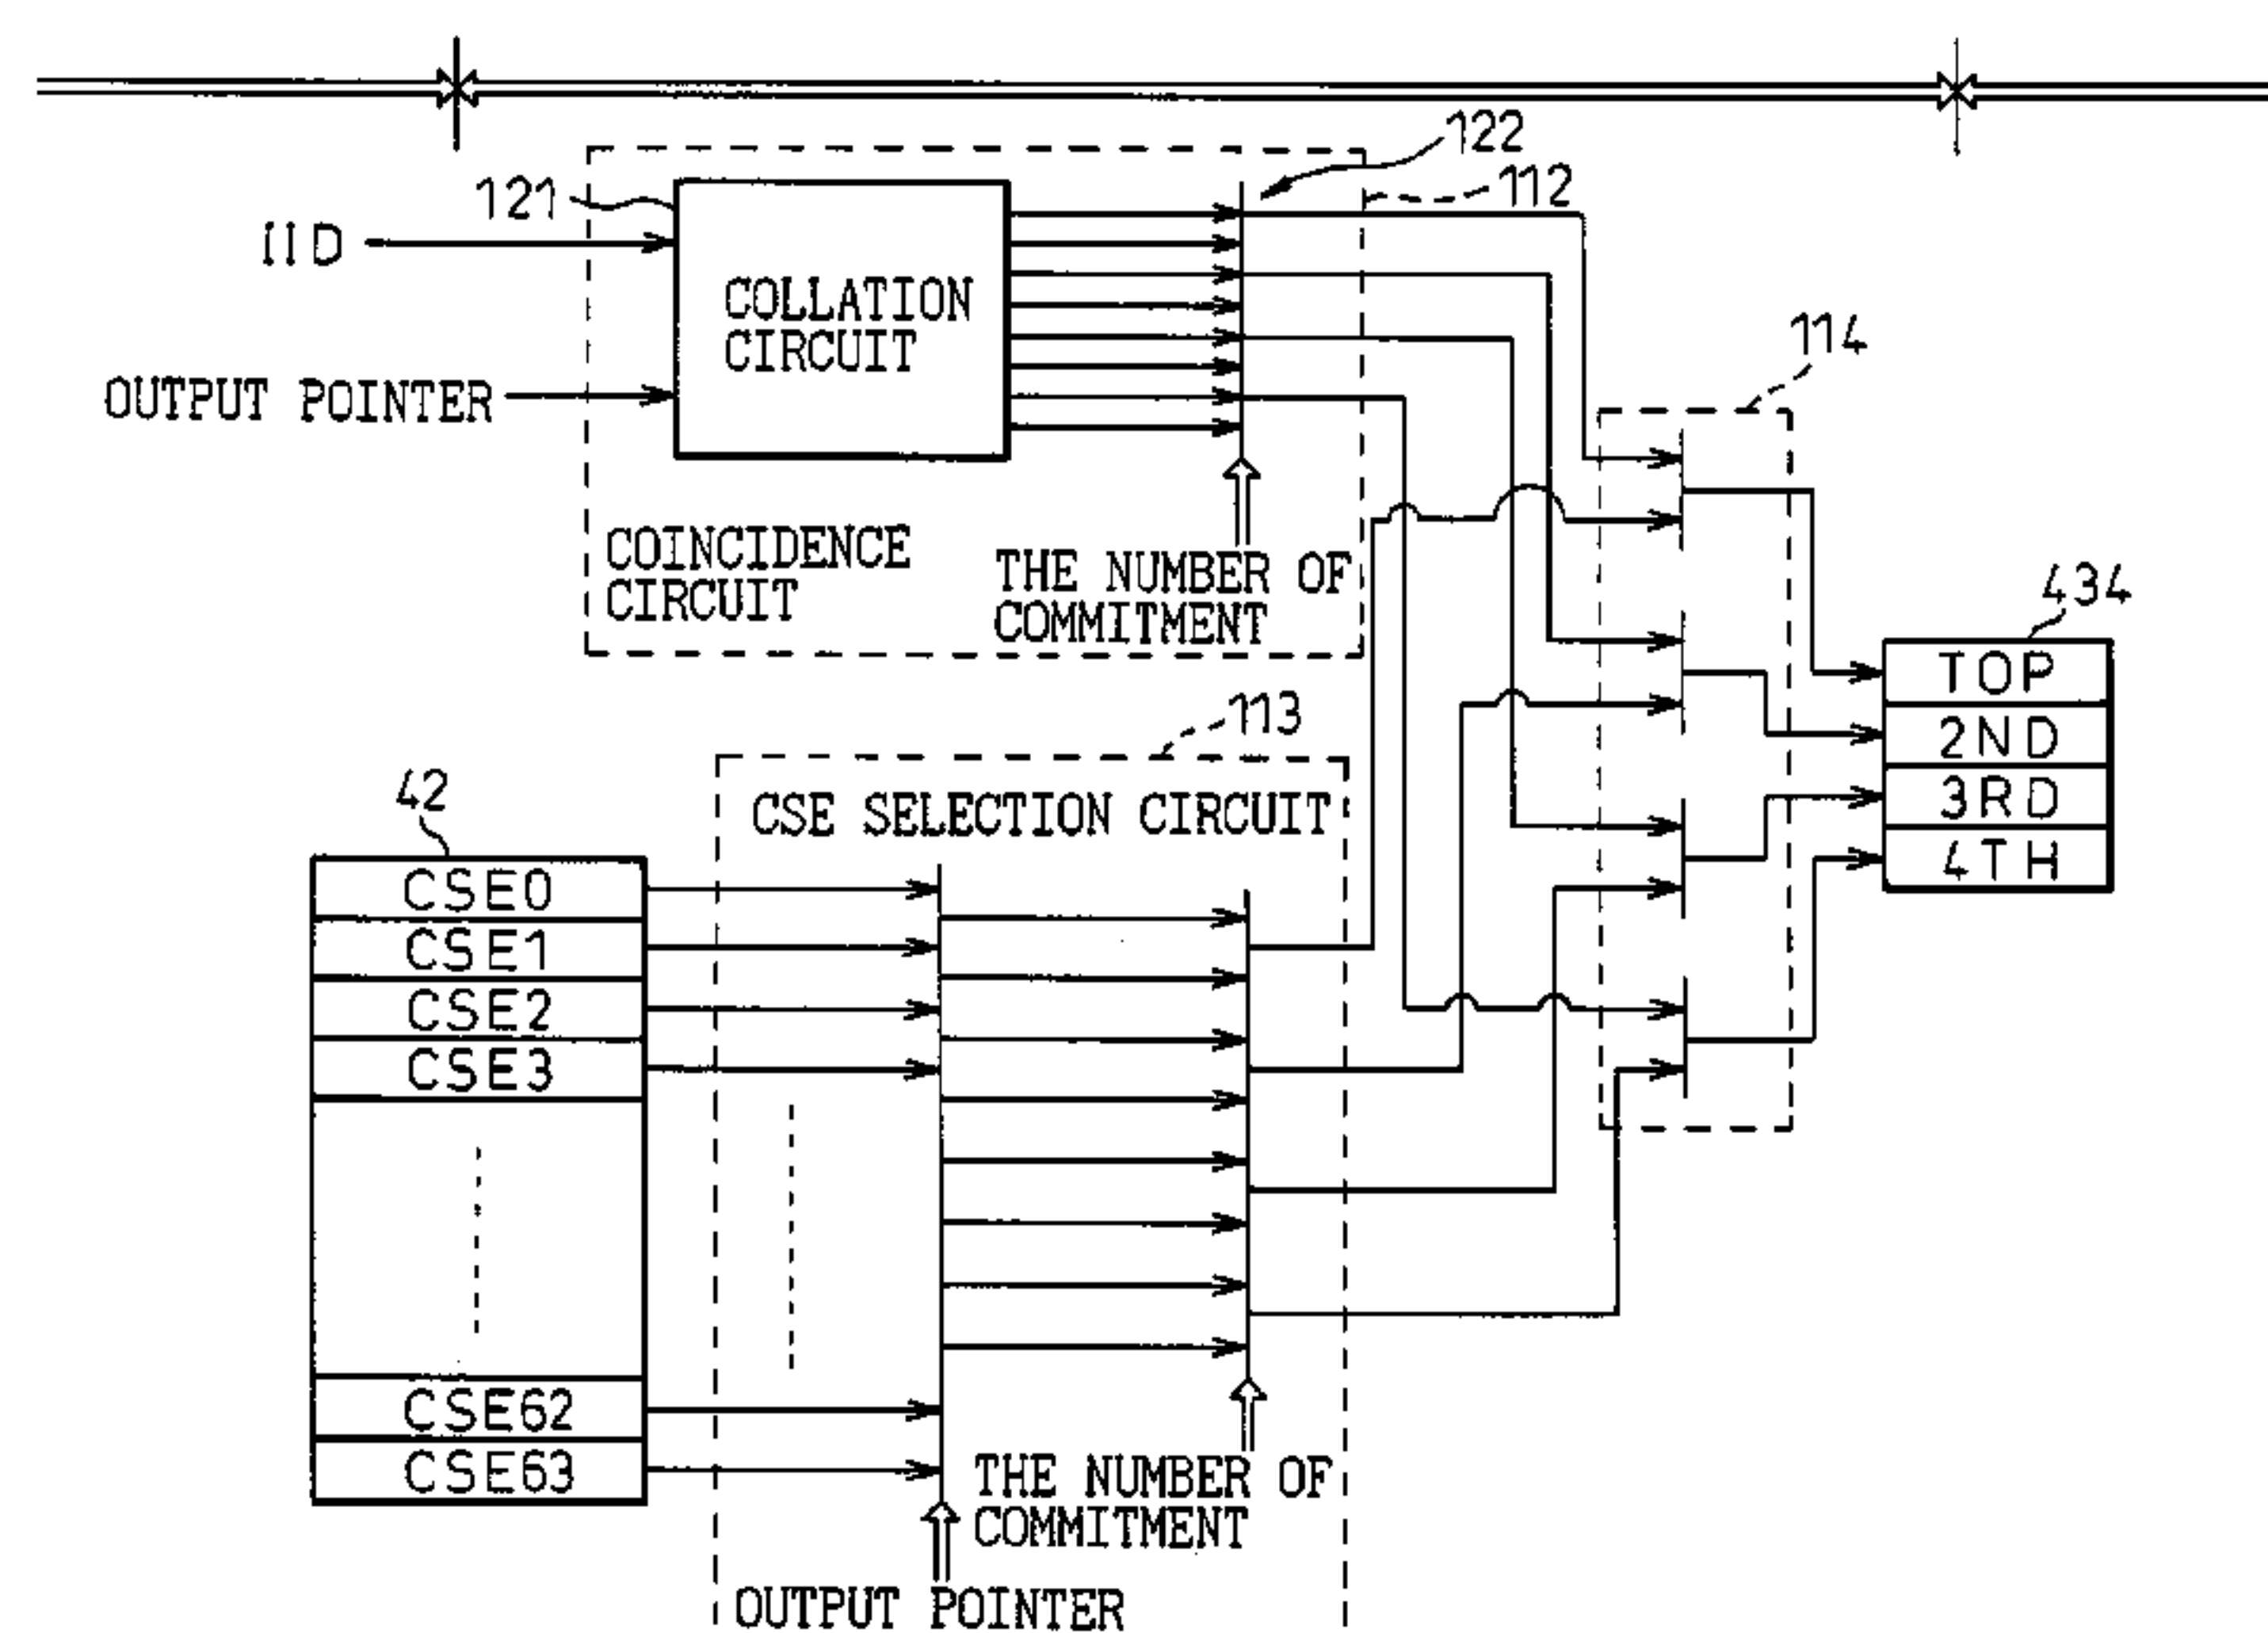 122
121
112
IID
COLLATION
CIRCUIT
114
OUTPUT POINTER
COINCIDENCE
CIRCUIT
THE NUMBER OF
COMMITMENT
434
TOP
2ND
3RD
4TH
113
42
CSE SELECTION CIRCUIT
CSE0
CSE1
CSE2
CSE3
CSE62
CSE63
THE NUMBER OF
COMMITMENT
OUTPUT POINTER